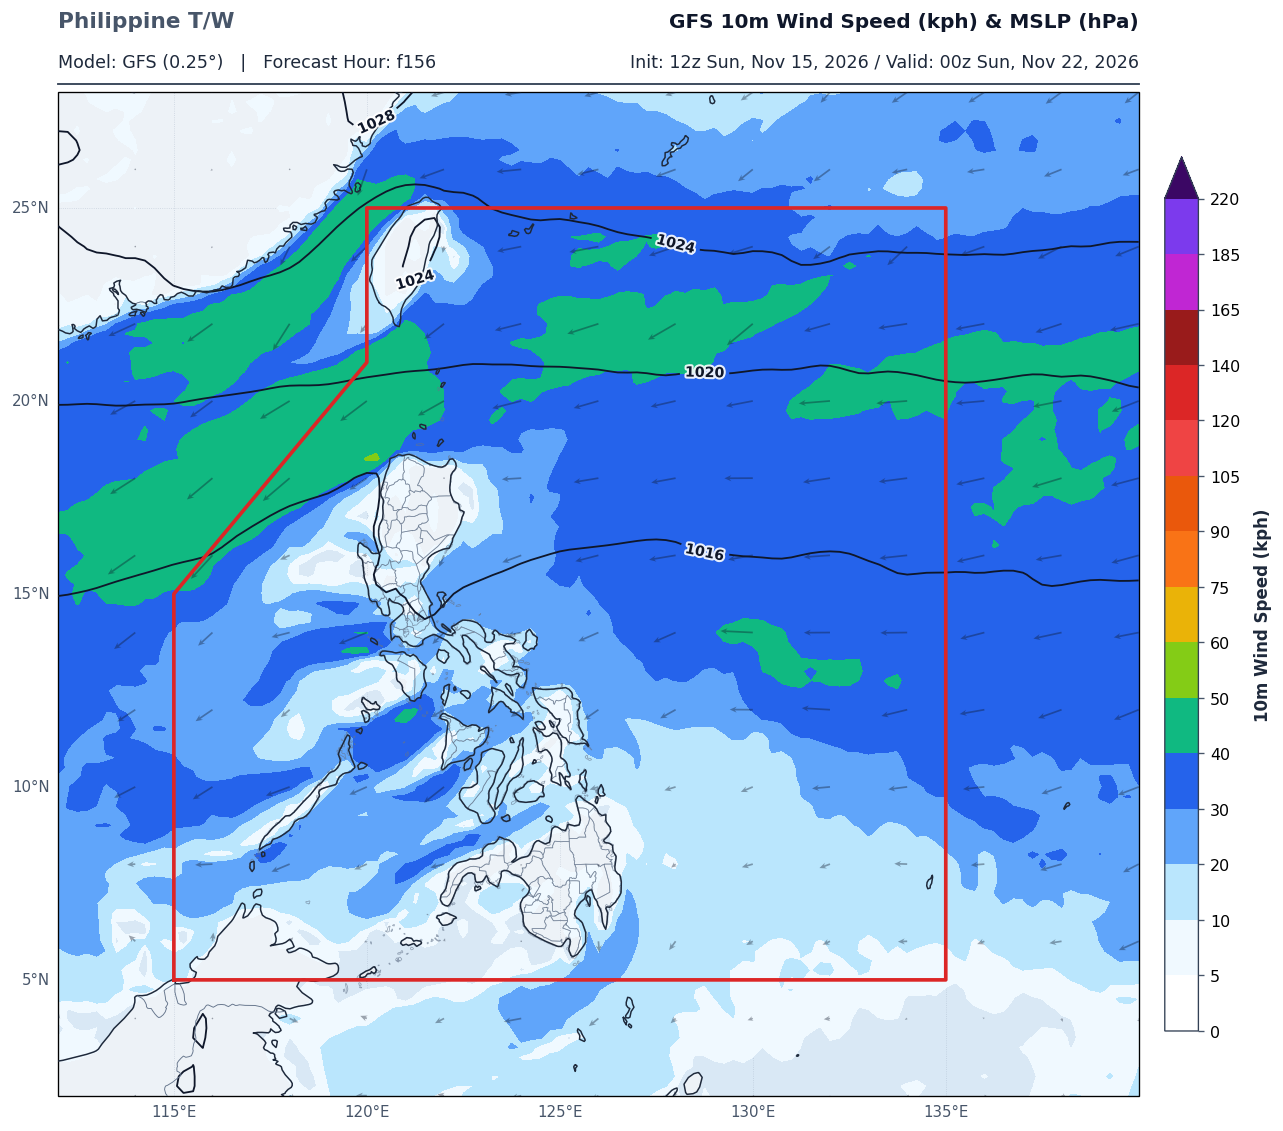 Philippine T/W
GFS 10m Wind Speed (kph) & MSLP (hPa)
Model: GFS (0.25°) | Forecast Hour: f156
Init: 12z Sun, Nov 15, 2026 / Valid: 00z Sun, Nov 22, 2026
1028
1024
1024
1020
1016
25°N
20°N
15°N
10°N
5°N
115°E
120°E
125°E
130°E
135°E
220
185
165
140
120
105
90
75
60
50
40
30
20
10
5
0
10m Wind Speed (kph)